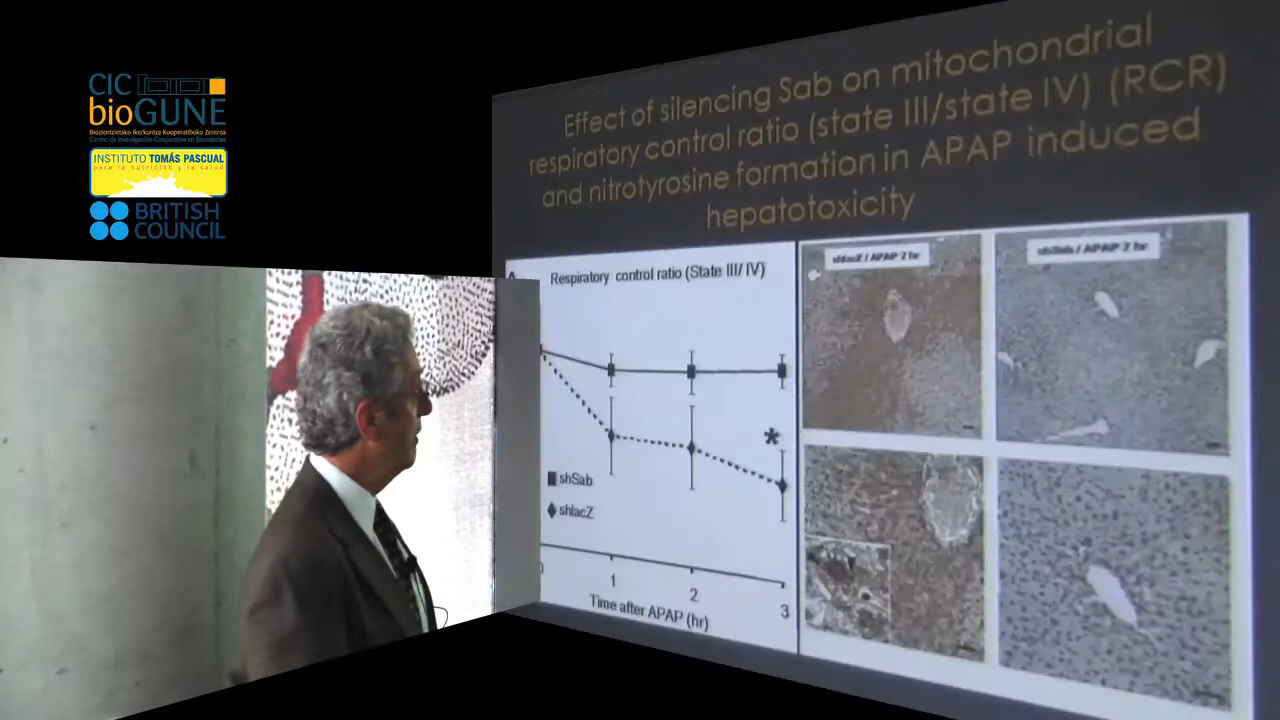 CIC
bioGUNE
Biozientzietako Ikerkuntza Kooperatiboko Zentroa
Centro de Investigación Cooperativa en Biociencias
INSTITUTO TOMÁS PASCUAL
para la nutrición y la salud
BRITISH
COUNCIL
Effect of silencing Sab on mitochondrial
respiratory control ratio (state III/state IV) (RCR)
and nitrotyrosine formation in APAP induced
hepatotoxicity
Respiratory control ratio (State III/ IV)
*
shSab
shlacZ
0
1
2
3
Time after APAP (hr)
shlacZ / APAP 2 hr
shSab / APAP 2 hr